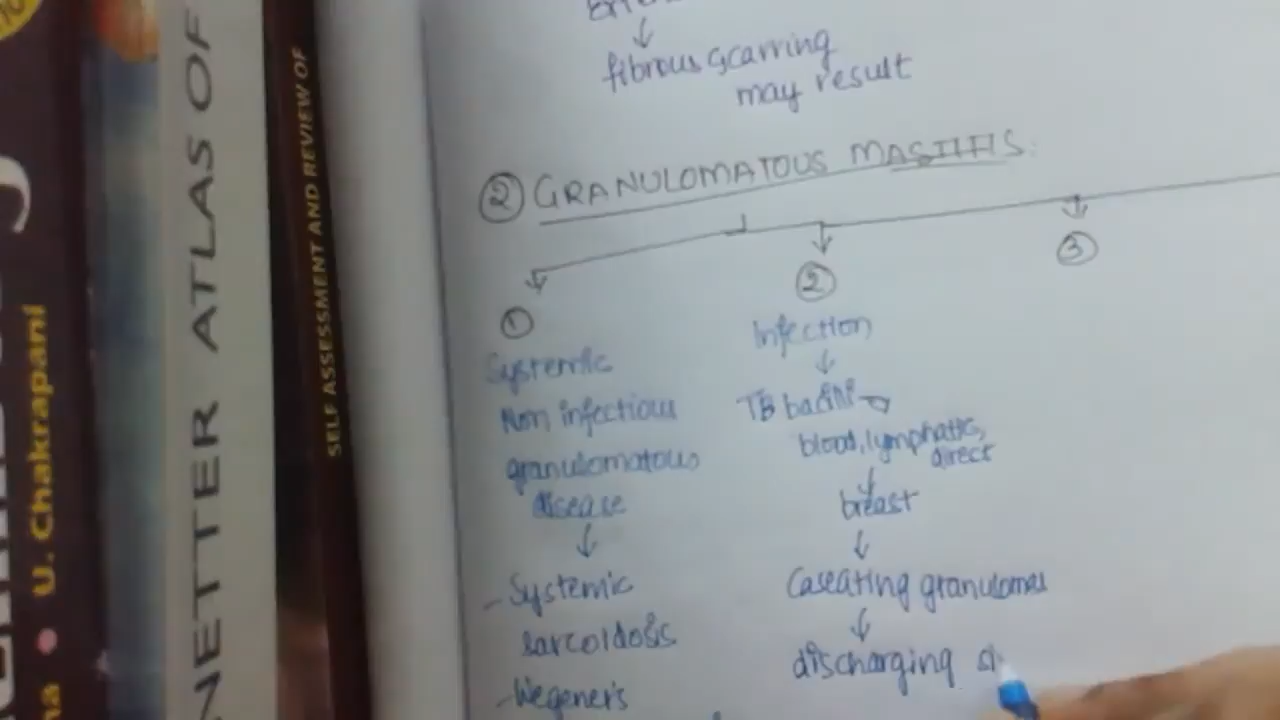 fibrous scarring
may result
② GRANULOMATOUS MASTITIS.
①
Systemic
Non infectious
granulomatous
disease
- Systemic
sarcoidosis
- Wegener's
②
Infection
TB bacilli
blood, lymphatic,
direct
breast
Caseating granulomas
discharging si
③
NETTER ATLAS OF
SELF ASSESSMENT AND REVIEW OF
U. Chakrapani